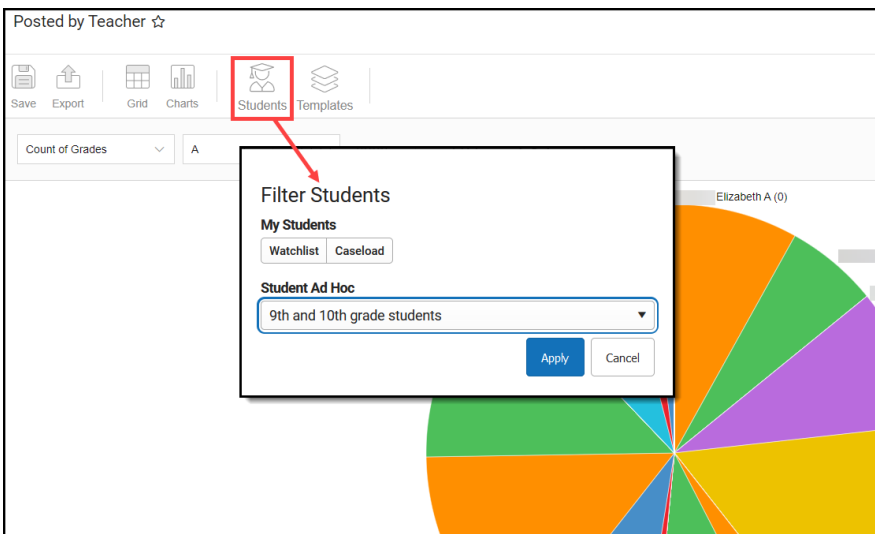 Posted by Teacher
Save Export Grid Charts Students Templates
Count of Grades A
Filter Students
Elizabeth A (0)
My Students
Watchlist Caseload
Student Ad Hoc
9th and 10th grade students
Apply Cancel